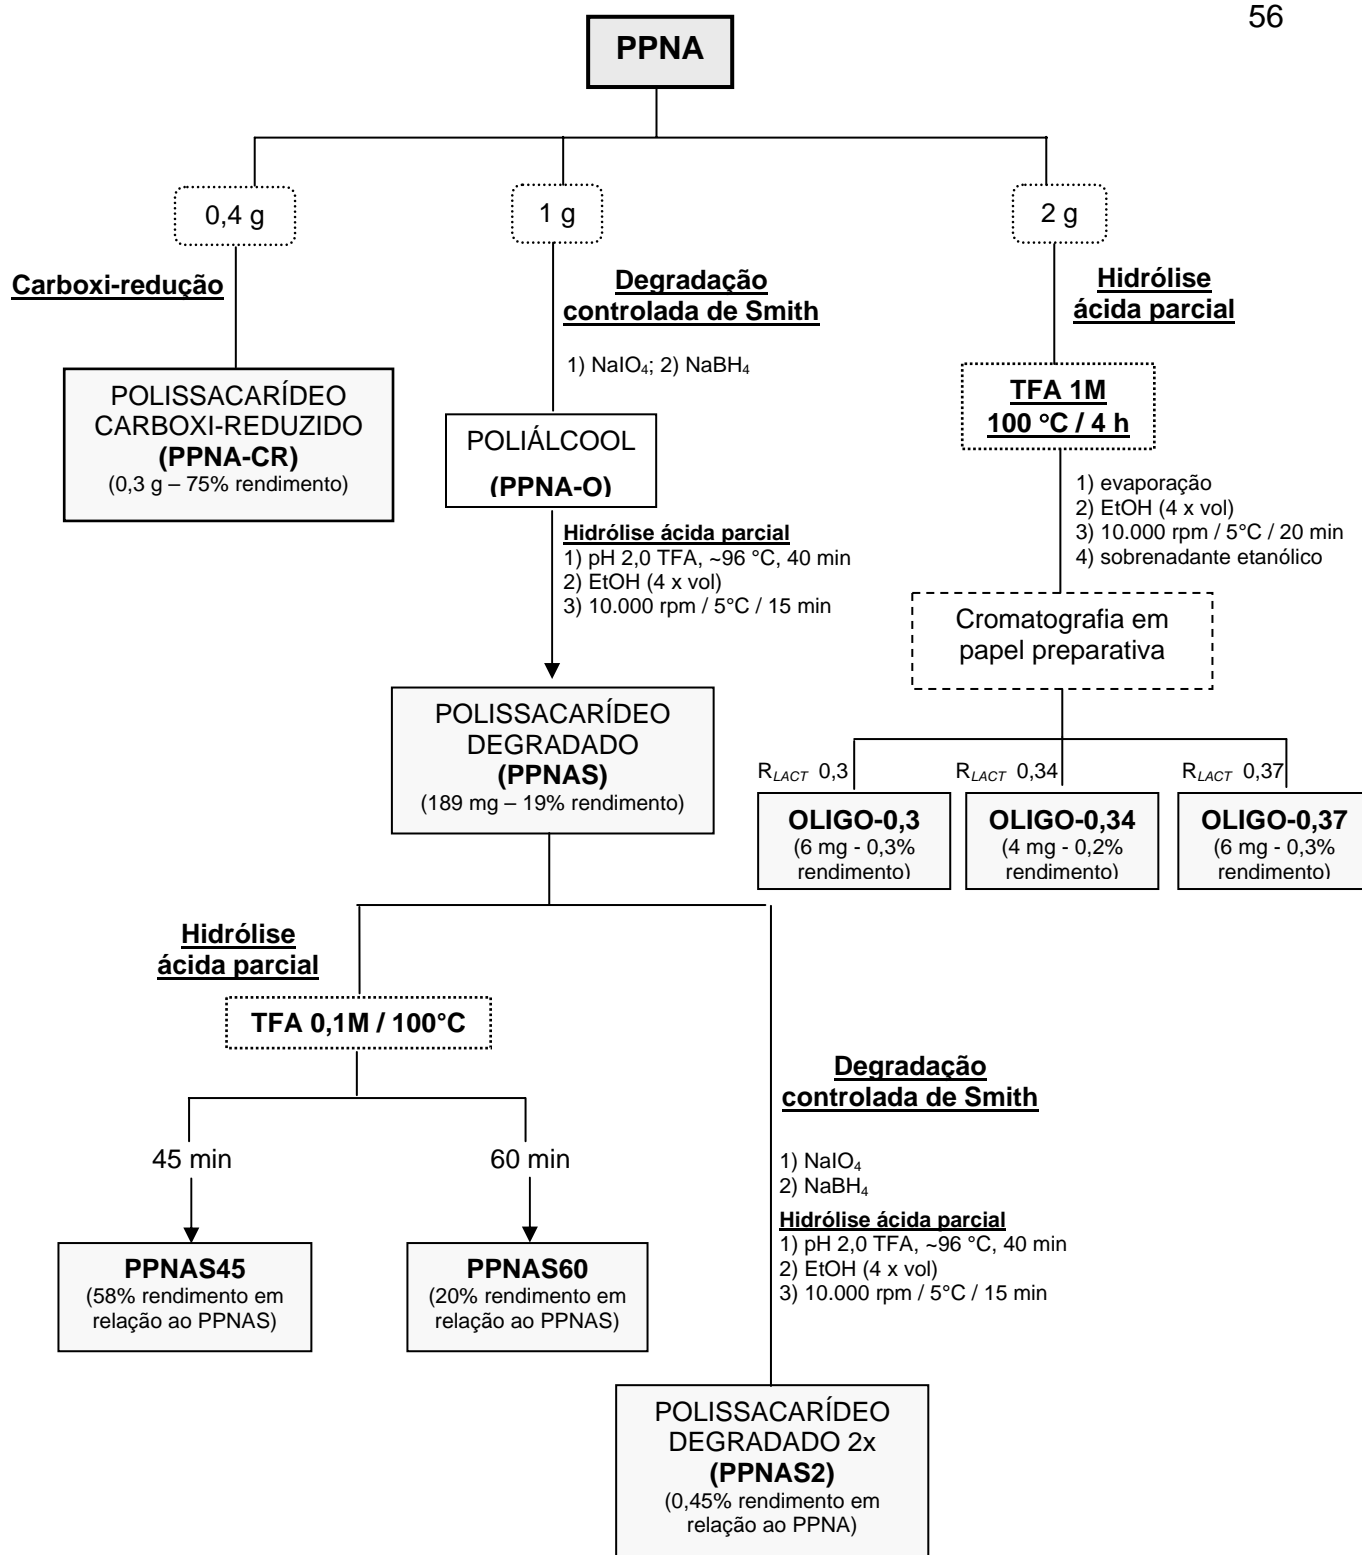 56
PPNA
0,4 g
1 g
2 g
Carboxi-redução
Degradação
controlada de Smith
Hidrólise
ácida parcial
1) NaIO₄; 2) NaBH₄
POLISSACARÍDEO
CARBOXI-REDUZIDO
(PPNA-CR)
(0,3 g – 75% rendimento)
POLIÁLCOOL
(PPNA-O)
TFA 1M
100 °C / 4 h
1) evaporação
2) EtOH (4 x vol)
3) 10.000 rpm / 5°C / 20 min
4) sobrenadante etanólico
Hidrólise ácida parcial
1) pH 2,0 TFA, ~96 °C, 40 min
2) EtOH (4 x vol)
3) 10.000 rpm / 5°C / 15 min
Cromatografia em
papel preparativa
POLISSACARÍDEO
DEGRADADO
(PPNAS)
(189 mg – 19% rendimento)
R_LACT 0,3
R_LACT 0,34
R_LACT 0,37
OLIGO-0,3
(6 mg - 0,3%
rendimento)
OLIGO-0,34
(4 mg - 0,2%
rendimento)
OLIGO-0,37
(6 mg - 0,3%
rendimento)
Hidrólise
ácida parcial
TFA 0,1M / 100°C
45 min
60 min
PPNAS45
(58% rendimento em
relação ao PPNAS)
PPNAS60
(20% rendimento em
relação ao PPNAS)
Degradação
controlada de Smith
1) NaIO₄
2) NaBH₄
Hidrólise ácida parcial
1) pH 2,0 TFA, ~96 °C, 40 min
2) EtOH (4 x vol)
3) 10.000 rpm / 5°C / 15 min
POLISSACARÍDEO
DEGRADADO 2x
(PPNAS2)
(0,45% rendimento em
relação ao PPNA)